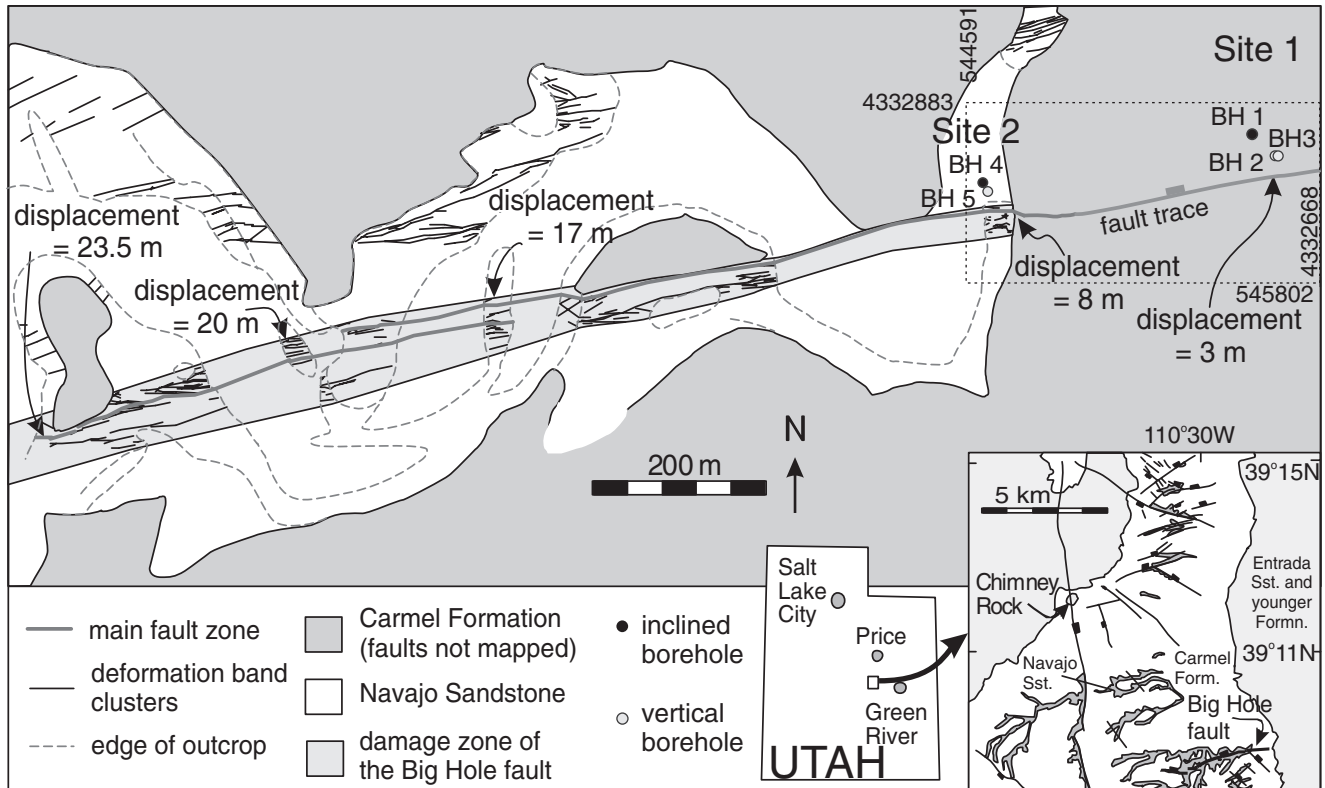 Site 1
544591
4332883
Site 2
BH 1
BH3
BH 2
BH 4
BH 5
fault trace
4332668
545802
displacement
= 23.5 m
displacement
= 20 m
displacement
= 17 m
displacement
= 8 m
displacement
= 3 m
200 m
N
main fault zone
deformation band
clusters
edge of outcrop
Carmel Formation
(faults not mapped)
Navajo Sandstone
damage zone of
the Big Hole fault
inclined
borehole
vertical
borehole
Salt
Lake
City
Price
Green
River
UTAH
110°30W
39°15N
5 km
Chimney
Rock
Entrada
Sst. and
younger
Formn.
39°11N
Navajo
Sst.
Carmel
Form.
Big Hole
fault